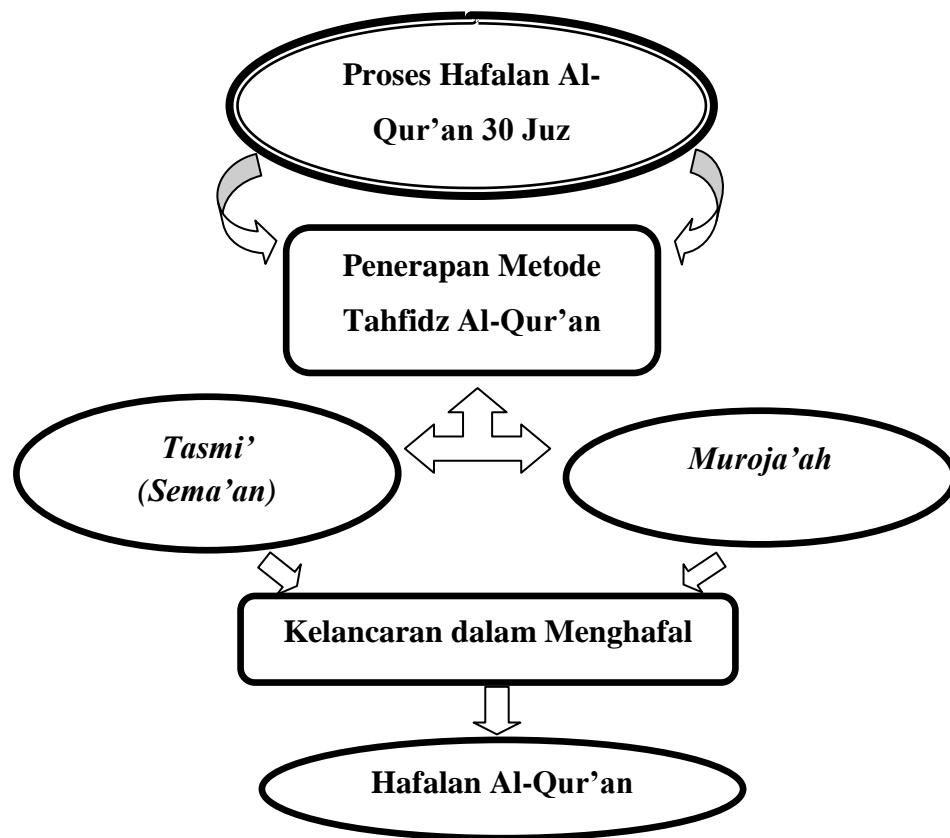 Proses Hafalan Al-
Qur’an 30 Juz
Penerapan Metode
Tahfidz Al-Qur’an
Tasmi’
(Sema’an)
Muroja’ah
Kelancaran dalam Menghafal
Hafalan Al-Qur’an